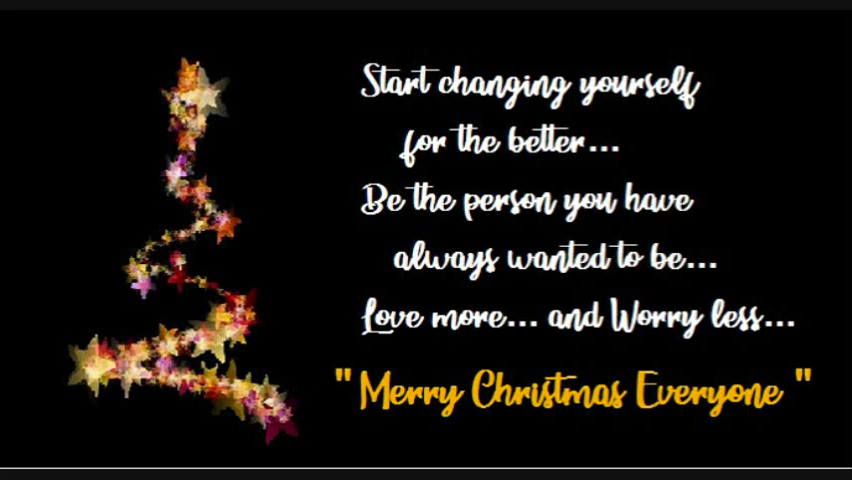 Start changing yourself
for the better...
Be the person you have
always wanted to be...
Love more... and Worry less...
" Merry Christmas Everyone "